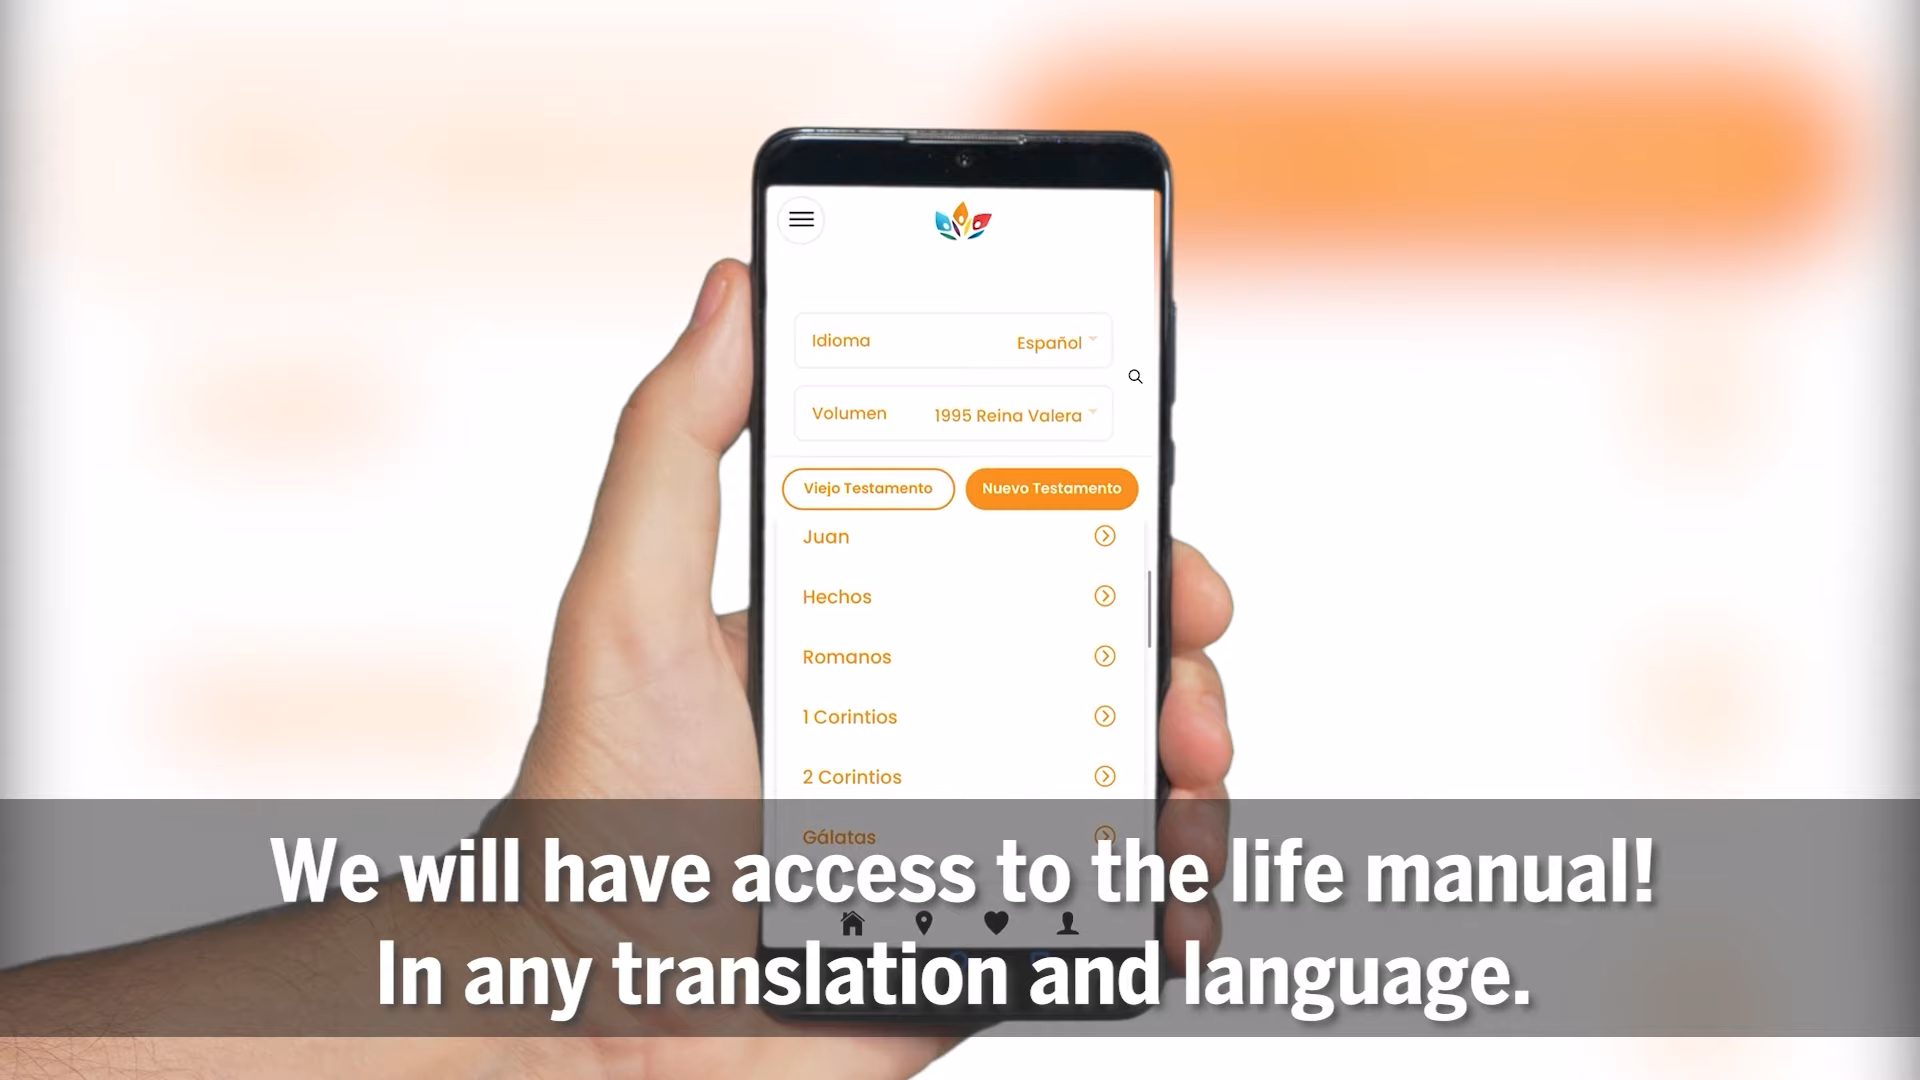 Idioma
Español
Volumen
1995 Reina Valera
Viejo Testamento
Nuevo Testamento
Juan
Hechos
Romanos
1 Corintios
2 Corintios
Gálatas
We will have access to the life manual!
In any translation and language.